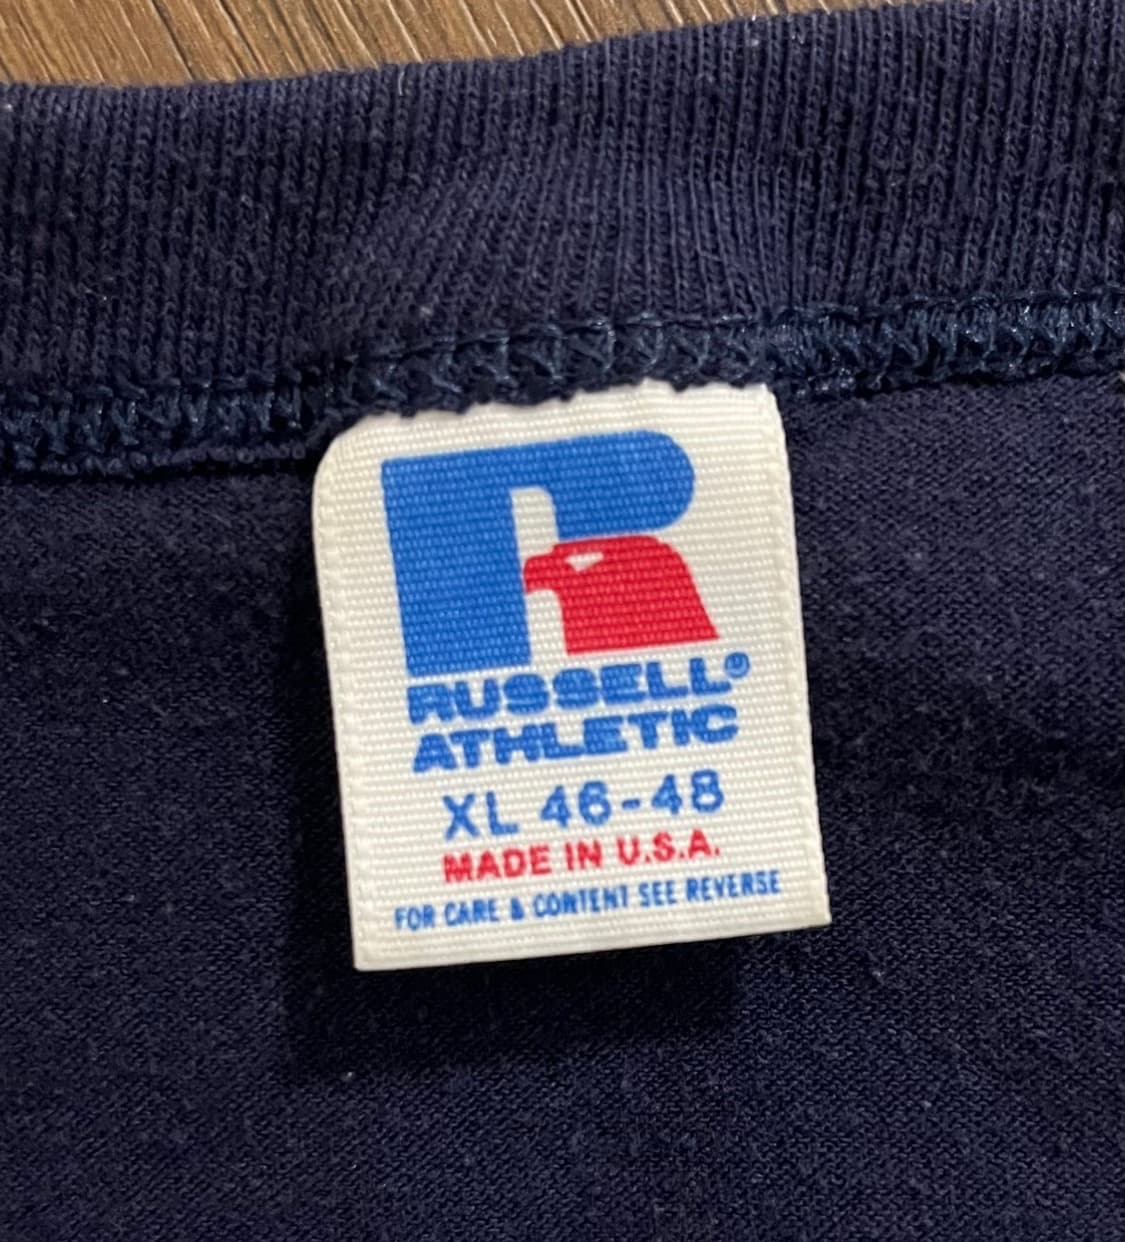 R
RUSSELL®
ATHLETIC
XL 46-48
MADE IN U.S.A.
FOR CARE & CONTENT SEE REVERSE